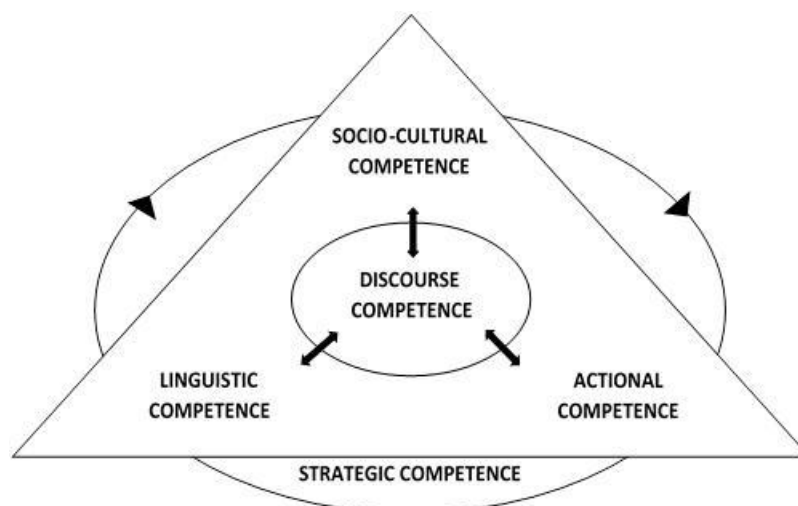 SOCIO-CULTURAL
COMPETENCE
DISCOURSE
COMPETENCE
LINGUISTIC
COMPETENCE
ACTIONAL
COMPETENCE
STRATEGIC COMPETENCE